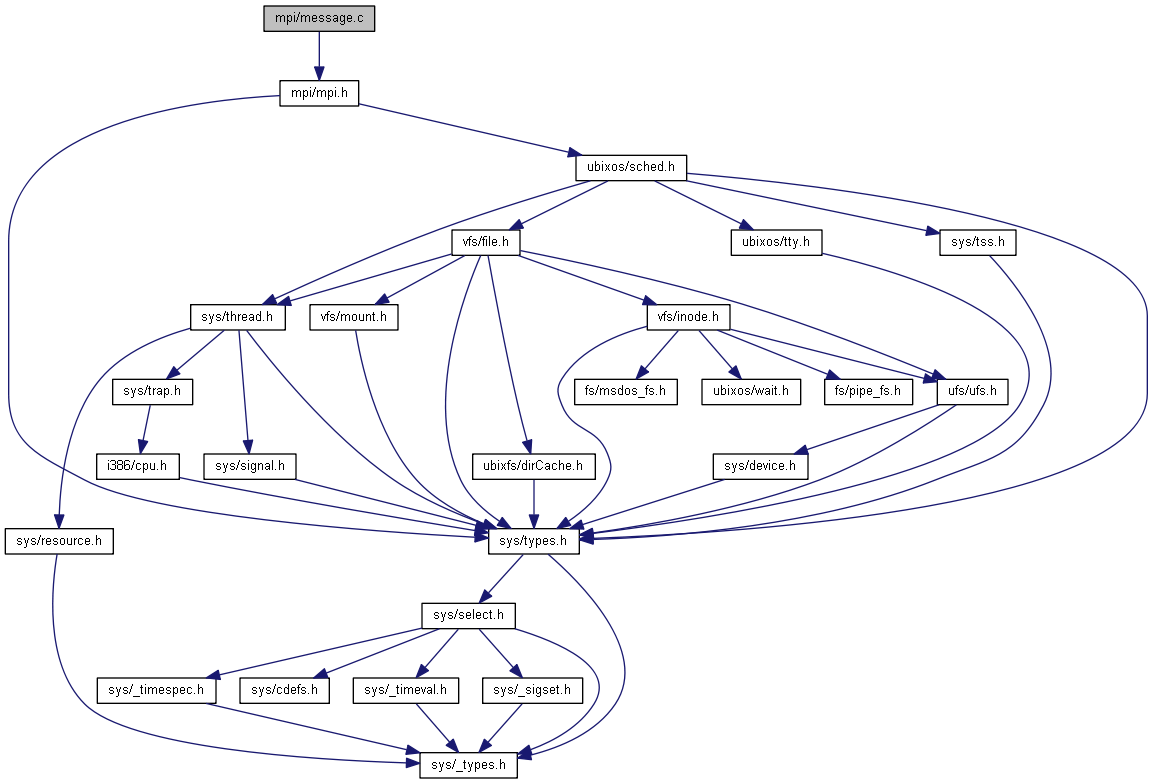 mpi/message.c
mpi/mpi.h
ubixos/sched.h
vfs/file.h
ubixos/tty.h
sys/tss.h
sys/thread.h
vfs/mount.h
vfs/inode.h
sys/trap.h
fs/msdos_fs.h
ubixos/wait.h
fs/pipe_fs.h
ufs/ufs.h
i386/cpu.h
sys/signal.h
ubixfs/dirCache.h
sys/device.h
sys/resource.h
sys/types.h
sys/select.h
sys/_timespec.h
sys/cdefs.h
sys/_timeval.h
sys/_sigset.h
sys/_types.h